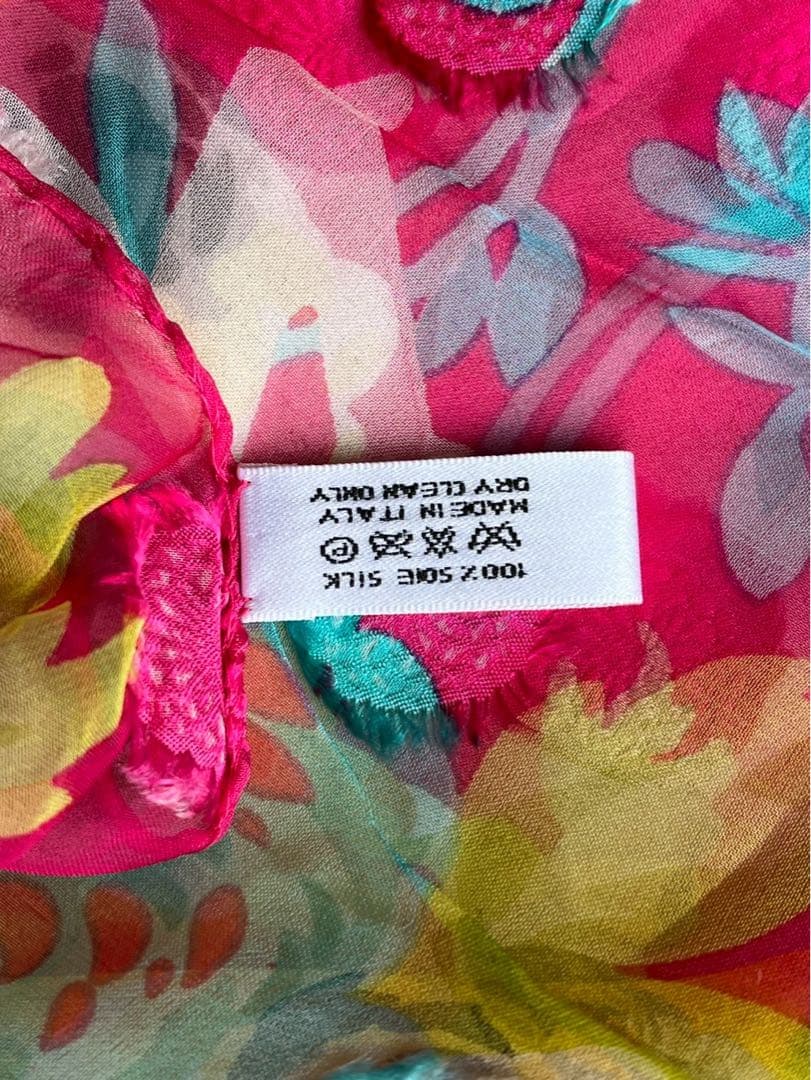 100% SOIE SILK
P
MADE IN ITALY
DRY CLEAN ONLY